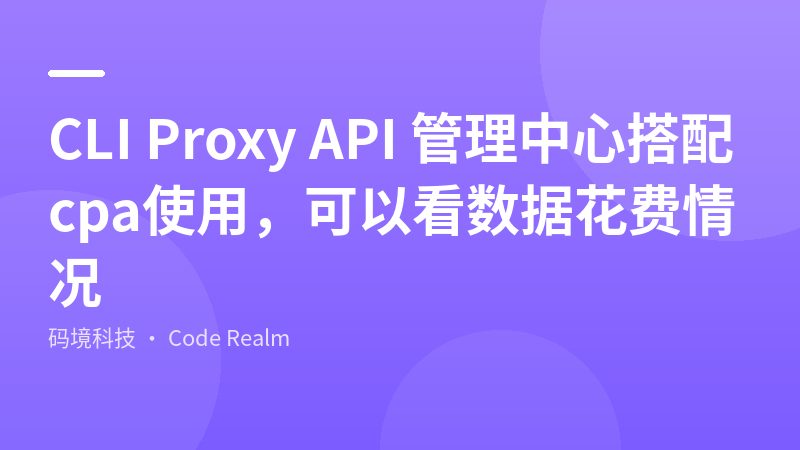 CLI Proxy API 管理中心搭配
cpa使用，可以看数据花费情
况
码境科技 · Code Realm